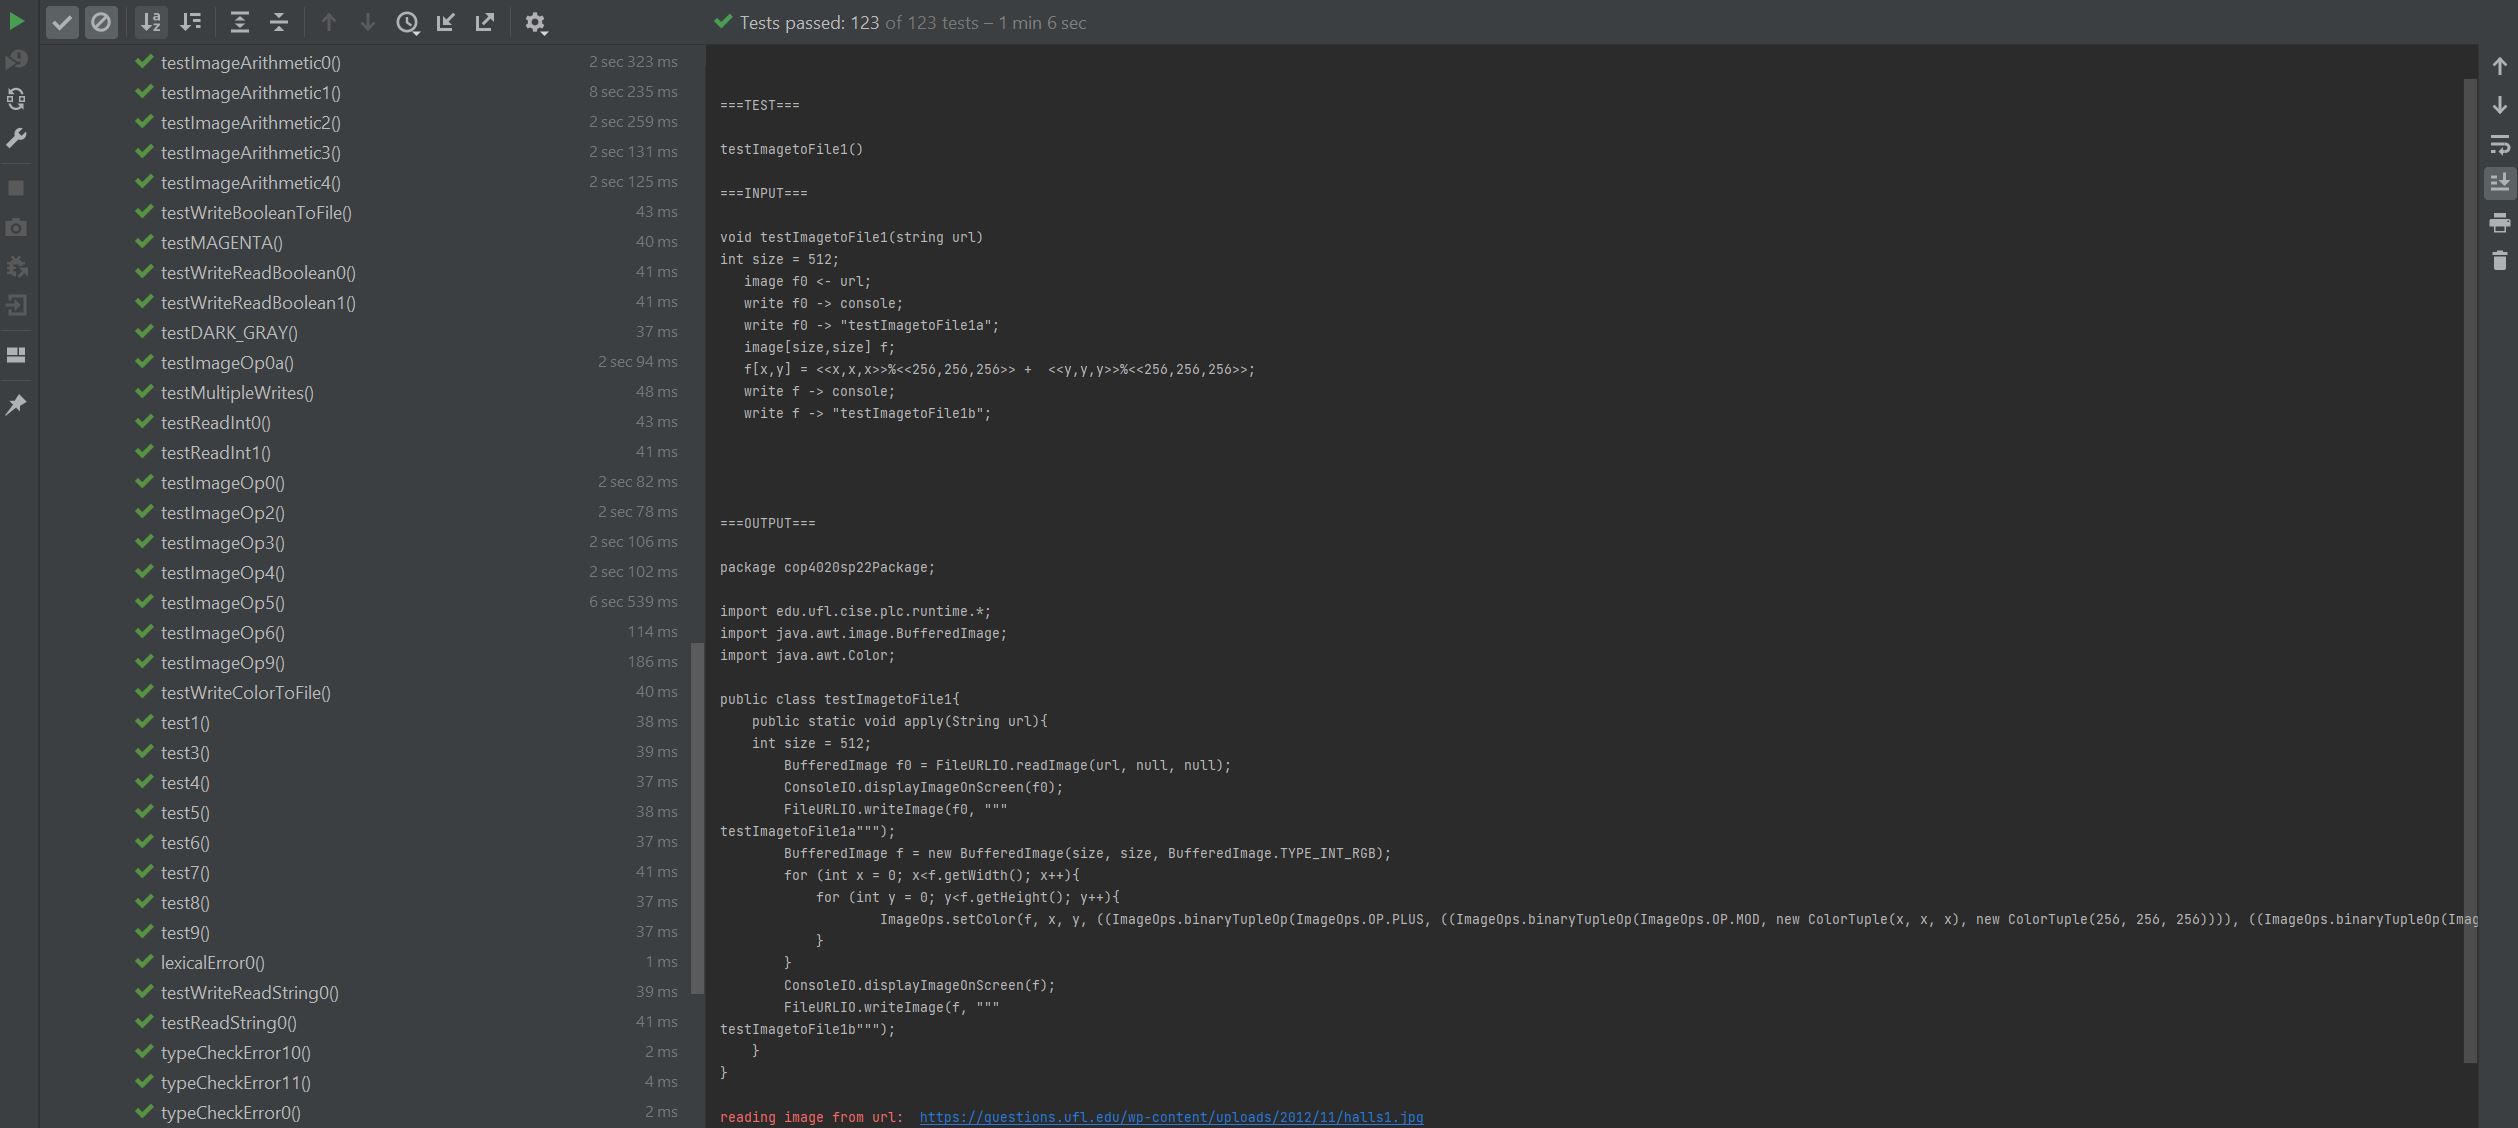 Tests passed: 123 of 123 tests – 1 min 6 sec
testImageArithmetic0() 2 sec 323 ms
testImageArithmetic1() 8 sec 235 ms
testImageArithmetic2() 2 sec 259 ms
testImageArithmetic3() 2 sec 131 ms
testImageArithmetic4() 2 sec 125 ms
testWriteBooleanToFile() 43 ms
testMAGENTA() 40 ms
testWriteReadBoolean0() 41 ms
testWriteReadBoolean1() 41 ms
testDARK_GRAY() 37 ms
testImageOp0a() 2 sec 94 ms
testMultipleWrites() 48 ms
testReadInt0() 43 ms
testReadInt1() 41 ms
testImageOp0() 2 sec 82 ms
testImageOp2() 2 sec 78 ms
testImageOp3() 2 sec 106 ms
testImageOp4() 2 sec 102 ms
testImageOp5() 6 sec 539 ms
testImageOp6() 114 ms
testImageOp9() 186 ms
testWriteColorToFile() 40 ms
test1() 38 ms
test3() 39 ms
test4() 37 ms
test5() 38 ms
test6() 37 ms
test7() 41 ms
test8() 37 ms
test9() 37 ms
lexicalError0() 1 ms
testWriteReadString0() 39 ms
testReadString0() 41 ms
typeCheckError10() 2 ms
typeCheckError11() 4 ms
typeCheckError0() 2 ms
===TEST===
testImagetoFile1()
===INPUT===
void testImagetoFile1(string url)
int size = 512;
   image f0 <- url;
   write f0 -> console;
   write f0 -> "testImagetoFile1a";
   image[size,size] f;
   f[x,y] = <<x,x,x>>%<<256,256,256>> +  <<y,y,y>>%<<256,256,256>>;
   write f -> console;
   write f -> "testImagetoFile1b";
===OUTPUT===
package cop4020sp22Package;
import edu.ufl.cise.plc.runtime.*;
import java.awt.image.BufferedImage;
import java.awt.Color;
public class testImagetoFile1{
    public static void apply(String url){
    int size = 512;
        BufferedImage f0 = FileURLIO.readImage(url, null, null);
        ConsoleIO.displayImageOnScreen(f0);
        FileURLIO.writeImage(f0, """
testImagetoFile1a""");
        BufferedImage f = new BufferedImage(size, size, BufferedImage.TYPE_INT_RGB);
        for (int x = 0; x<f.getWidth(); x++){
            for (int y = 0; y<f.getHeight(); y++){
                    ImageOps.setColor(f, x, y, ((ImageOps.binaryTupleOp(ImageOps.OP.PLUS, ((ImageOps.binaryTupleOp(ImageOps.OP.MOD, new ColorTuple(x, x, x), new ColorTuple(256, 256, 256)))), ((ImageOps.binaryTupleOp(Imag
            }
        }
        ConsoleIO.displayImageOnScreen(f);
        FileURLIO.writeImage(f, """
testImagetoFile1b""");
    }
}
reading image from url:  https://questions.ufl.edu/wp-content/uploads/2012/11/halls1.jpg